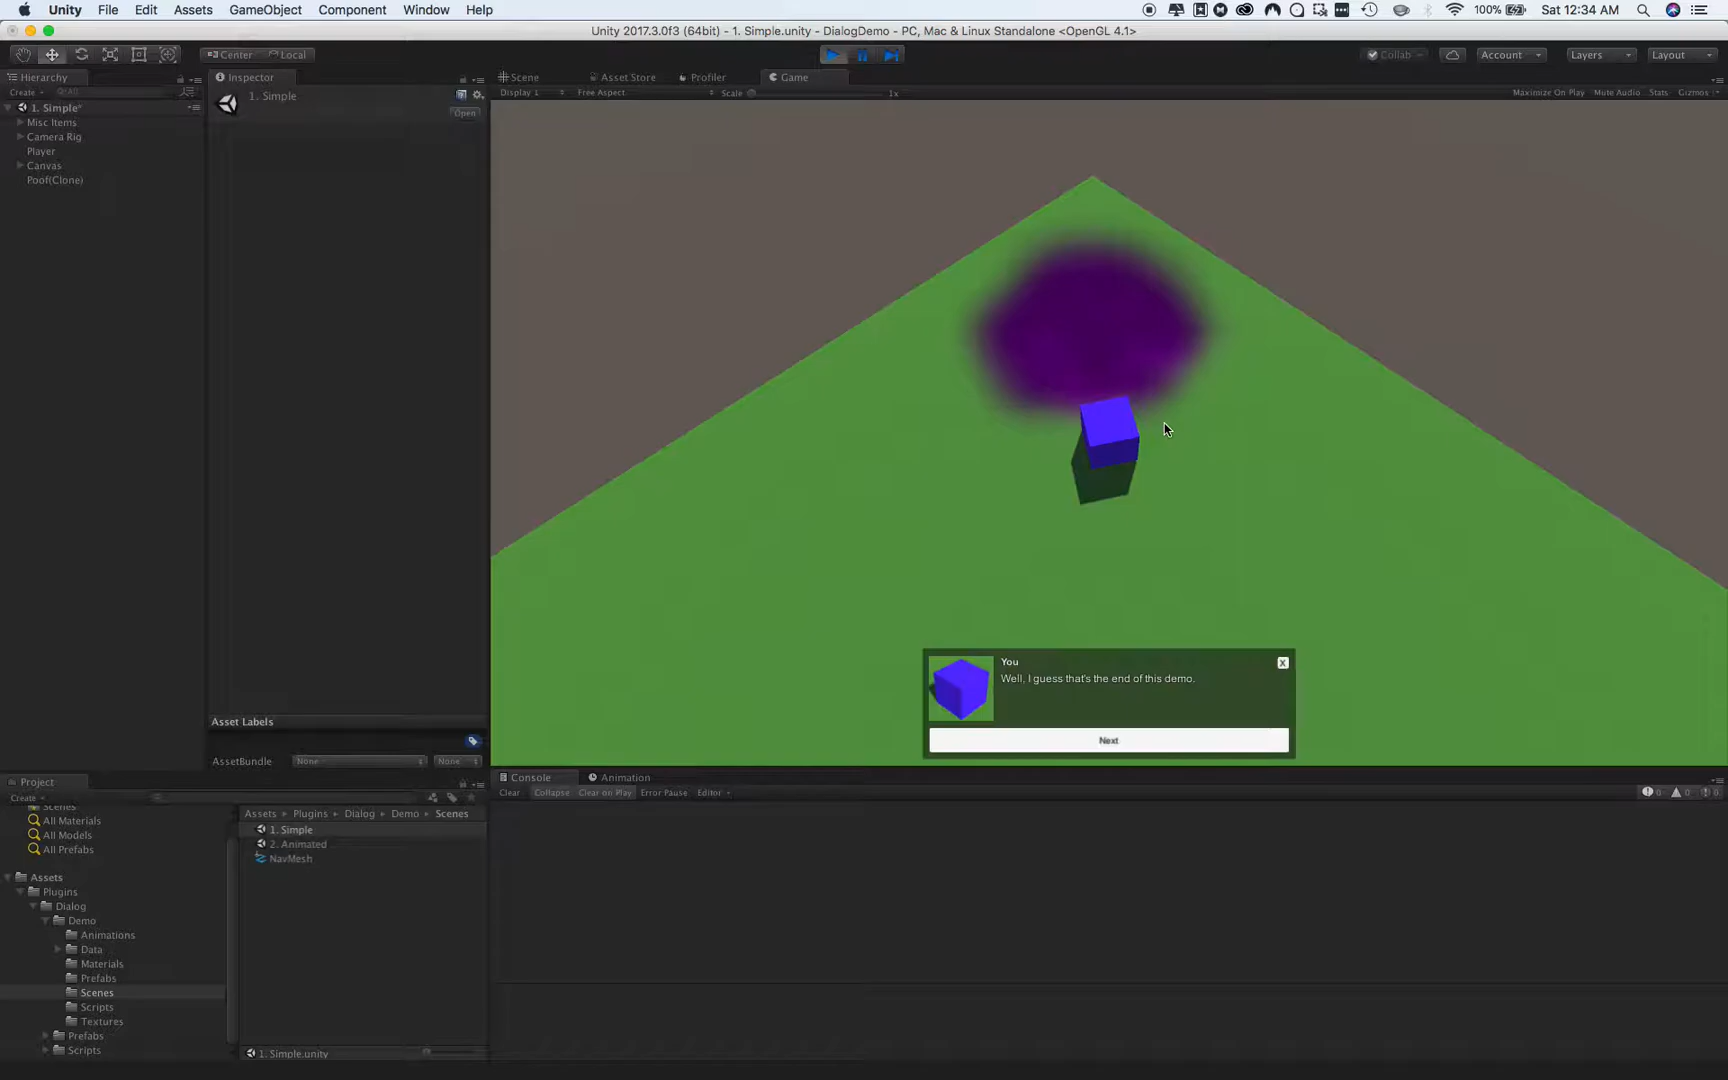 Unity File Edit Assets GameObject Component Window Help 100% Sat 12:34 AM
Unity 2017.3.0f3 (64bit) - 1. Simple.unity - DialogDemo - PC, Mac & Linux Standalone <OpenGL 4.1>
Center Local Collab Account Layers Layout
Hierarchy
Create All
1. Simple*
Misc Items
Camera Rig
Player
Canvas
Poof(Clone)
Inspector
1. Simple
Open
Asset Labels
AssetBundle None None
Scene Asset Store Profiler Game
Display 1 Free Aspect Scale 1x Maximize On Play Mute Audio Stats Gizmos
You
X
Well, I guess that's the end of this demo.
Next
Project
Create
Scenes
All Materials
All Models
All Prefabs
Assets
Plugins
Dialog
Demo
Animations
Data
Materials
Prefabs
Scenes
Scripts
Textures
Prefabs
Scripts
Assets Plugins Dialog Demo Scenes
1. Simple
2. Animated
NavMesh
1. Simple.unity
Console Animation
Clear Collapse Clear on Play Error Pause Editor 0 0 0